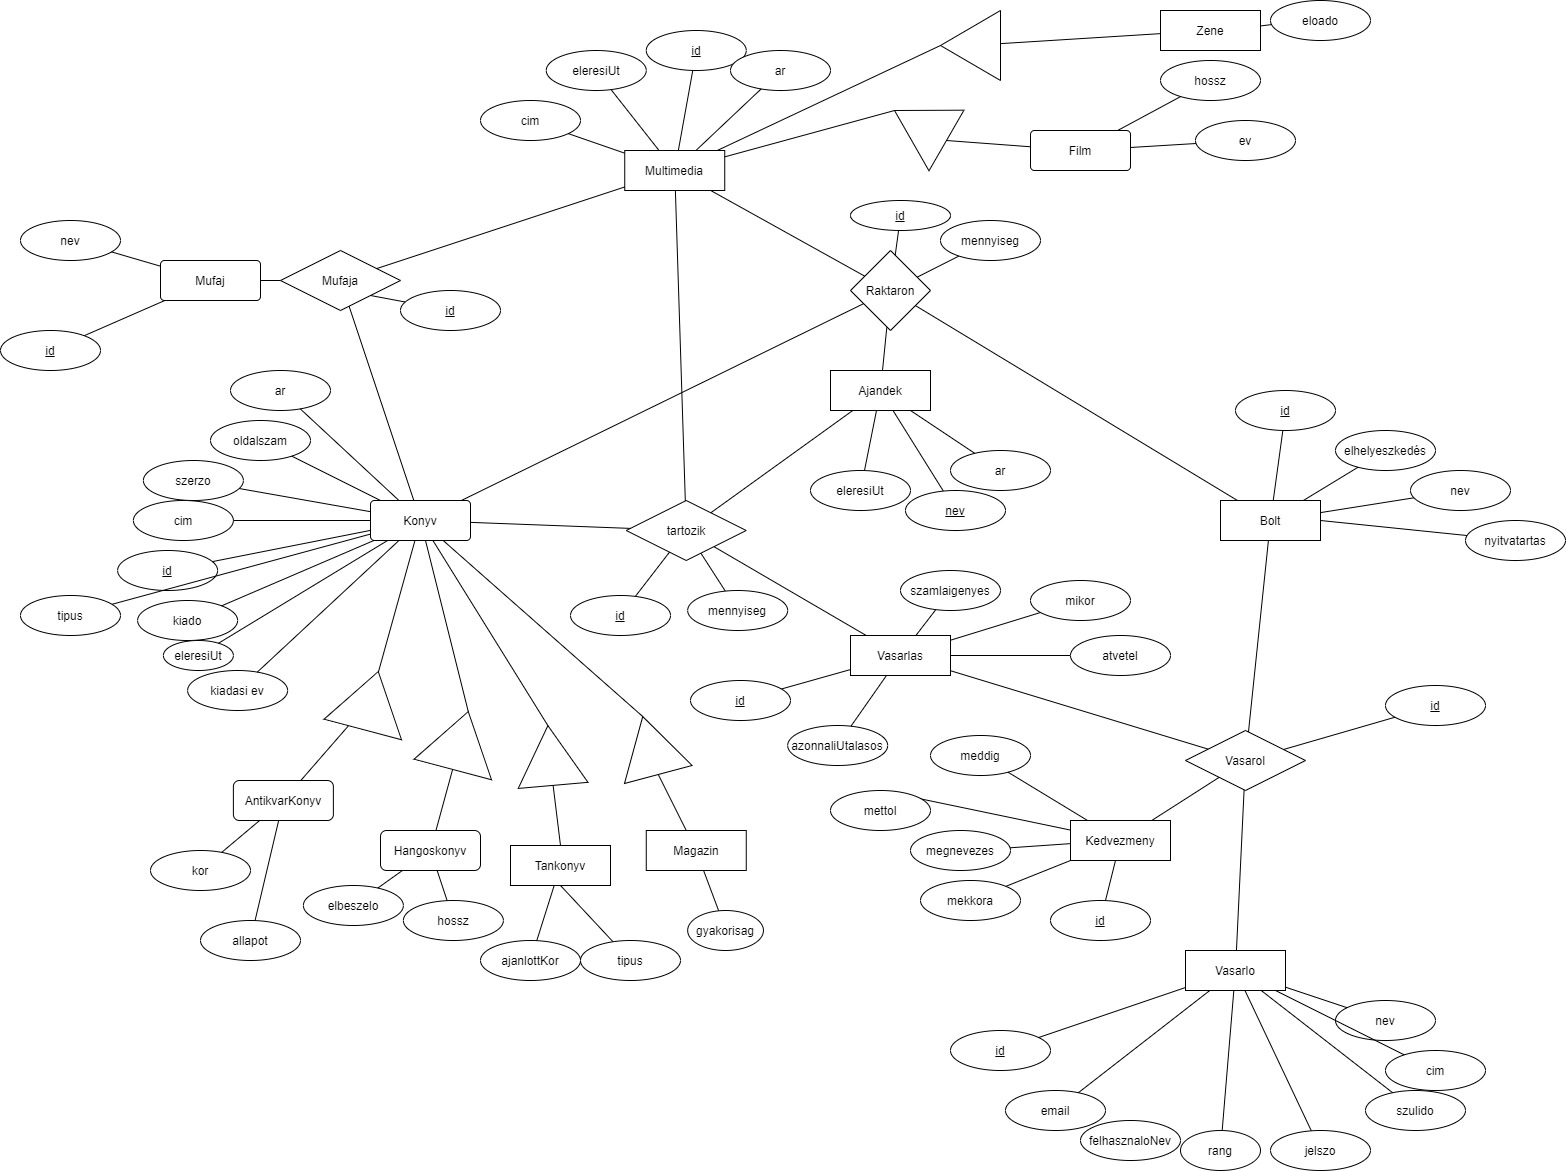 Zene
eloado
id
eleresiUt
ar
hossz
cim
Film
ev
Multimedia
id
mennyiseg
nev
Mufaj
Mufaja
Raktaron
id
id
ar
Ajandek
id
oldalszam
elhelyeszkedés
szerzo
ar
eleresiUt
nev
nev
cim
Konyv
tartozik
Bolt
nyitvatartas
id
szamlaigenyes
mikor
tipus
kiado
id
mennyiseg
eleresiUt
Vasarlas
atvetel
kiadasi ev
id
id
azonnaliUtalasos
meddig
Vasarol
AntikvarKonyv
mettol
Hangoskonyv
Tankonyv
Magazin
megnevezes
Kedvezmeny
kor
elbeszelo
mekkora
hossz
gyakorisag
id
allapot
ajanlottKor
tipus
Vasarlo
nev
id
cim
email
szulido
felhasznaloNev
rang
jelszo